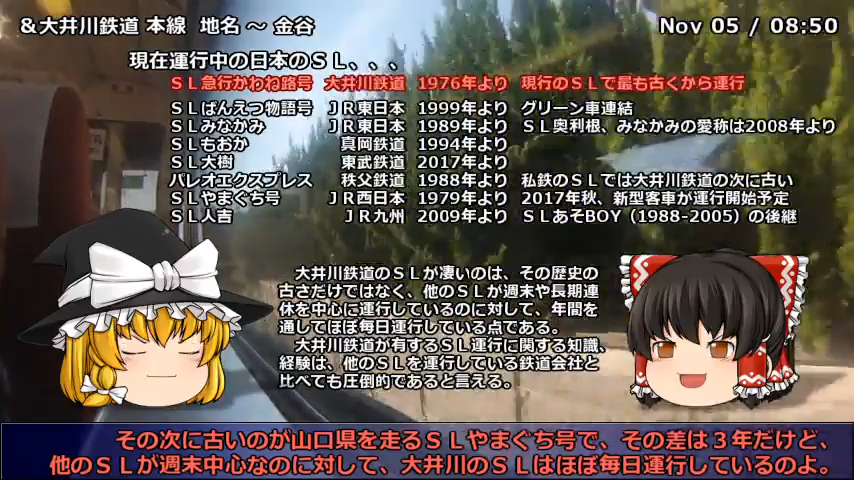 ＆大井川鉄道 本線 地名 ～ 金谷
Nov 05 / 08:50
現在運行中の日本のＳＬ、、、
ＳＬ急行かわね路号 大井川鉄道 1976年より 現行のＳＬで最も古くから運行
ＳＬばんえつ物語号 ＪＲ東日本 1999年より グリーン車連結
ＳＬみなかみ ＪＲ東日本 1989年より ＳＬ奥利根、みなかみの愛称は2008年より
ＳＬもおか 真岡鉄道 1994年より
ＳＬ大樹 東武鉄道 2017年より
パレオエクスプレス 秩父鉄道 1988年より 私鉄のＳＬでは大井川鉄道の次に古い
ＳＬやまぐち号 ＪＲ西日本 1979年より 2017年秋、新型客車が運行開始予定
ＳＬ人吉 ＪＲ九州 2009年より ＳＬあそBOY（1988-2005）の後継
大井川鉄道のＳＬが凄いのは、その歴史の
古さだけではなく、他のＳＬが週末や長期連
休を中心に運行しているのに対して、年間を
通してほぼ毎日運行している点である。
大井川鉄道が有するＳＬ運行に関する知識、
経験は、他のＳＬを運行している鉄道会社と
比べても圧倒的であると言える。
その次に古いのが山口県を走るＳＬやまぐち号で、その差は３年だけど、
他のＳＬが週末中心なのに対して、大井川のＳＬはほぼ毎日運行しているのよ。